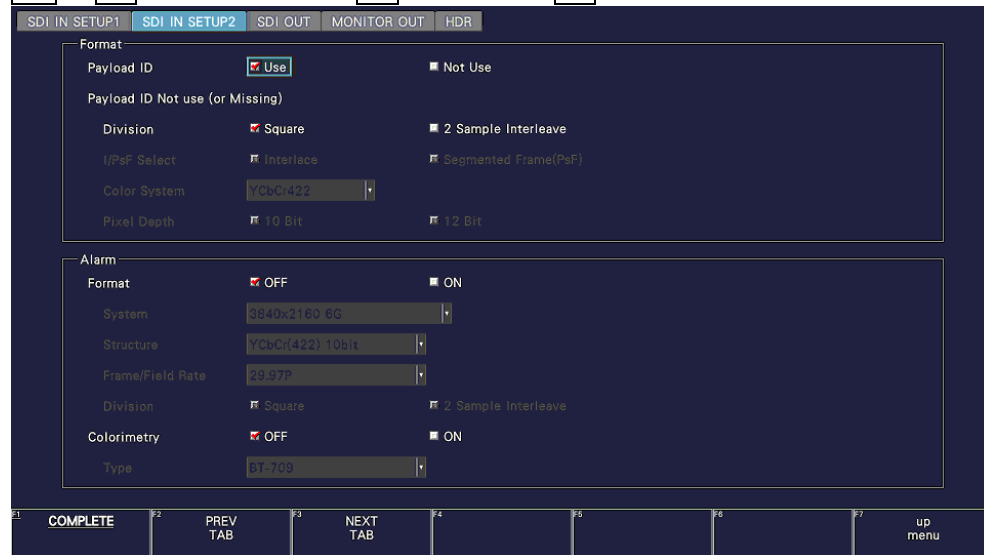 SDI IN SETUP1 SDI IN SETUP2 SDI OUT MONITOR OUT HDR
Format
Payload ID Use Not Use
Payload ID Not use (or Missing)
Division Square 2 Sample Interleave
I/PsF Select Interlace Segmented Frame(PsF)
Color System YCbCr422
Pixel Depth 10 Bit 12 Bit
Alarm
Format OFF ON
System 3840x2160 6G
Structure YCbCr(422) 10bit
Frame/Field Rate 29.97P
Division Square 2 Sample Interleave
Colorimetry OFF ON
Type BT-709
F1 COMPLETE F2 PREV TAB F3 NEXT TAB F4 F5 F6 F7 up menu